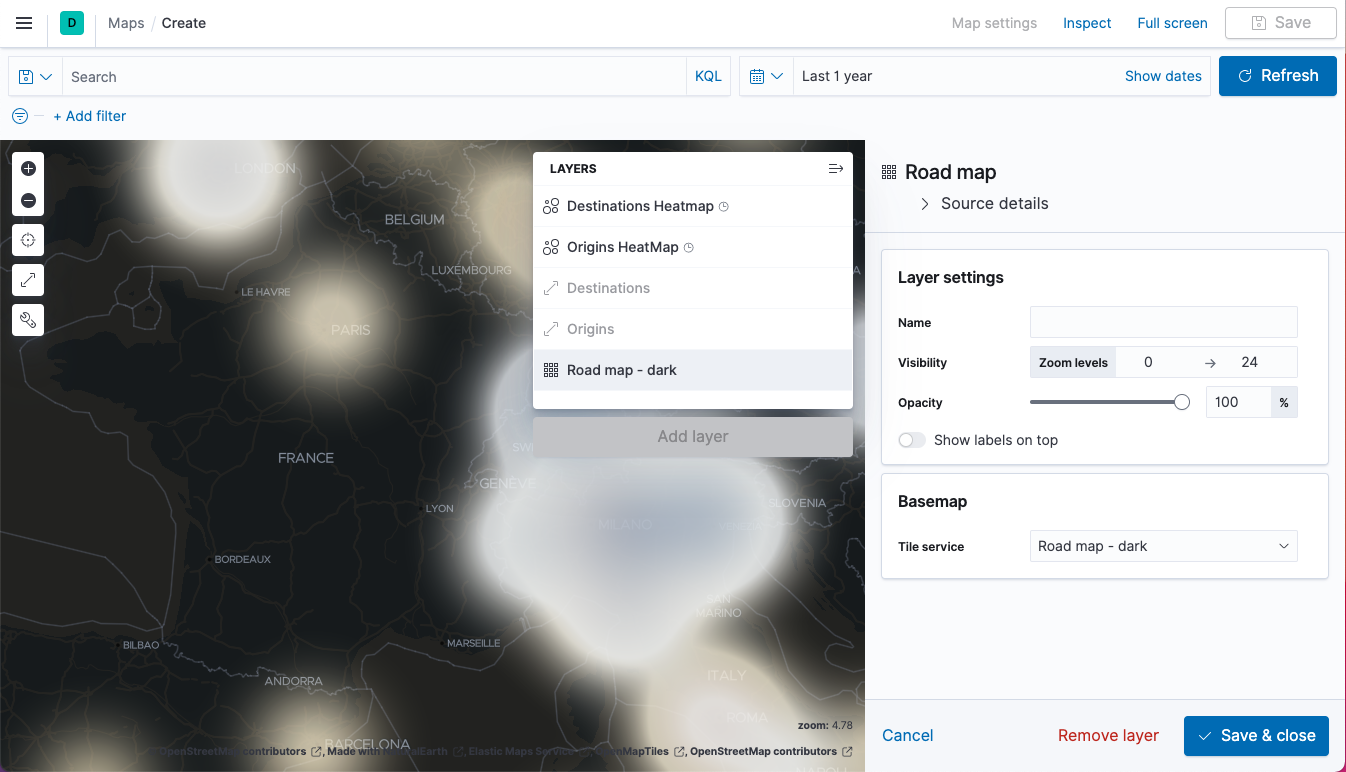 D Maps / Create Map settings Inspect Full screen Save
Search KQL Last 1 year Show dates Refresh
+ Add filter
LONDON
BELGIUM
LUXEMBOURG
LE HAVRE
PARIS
FRANCE
GENEVE
LYON
MILANO
SLOVENIA
BORDEAUX
SAN
MARINO
BILBAO
MARSEILLE
ANDORRA
ITALY
ROMA
BARCELONA
zoom: 4.78
OpenStreetMap contributors , Made with NaturalEarth , Elastic Maps Service , OpenMapTiles , OpenStreetMap contributors
LAYERS
Destinations Heatmap
Origins HeatMap
Destinations
Origins
Road map - dark
Add layer
Road map
Source details
Layer settings
Name
Visibility Zoom levels 0 → 24
Opacity 100 %
Show labels on top
Basemap
Tile service Road map - dark
Cancel Remove layer Save & close